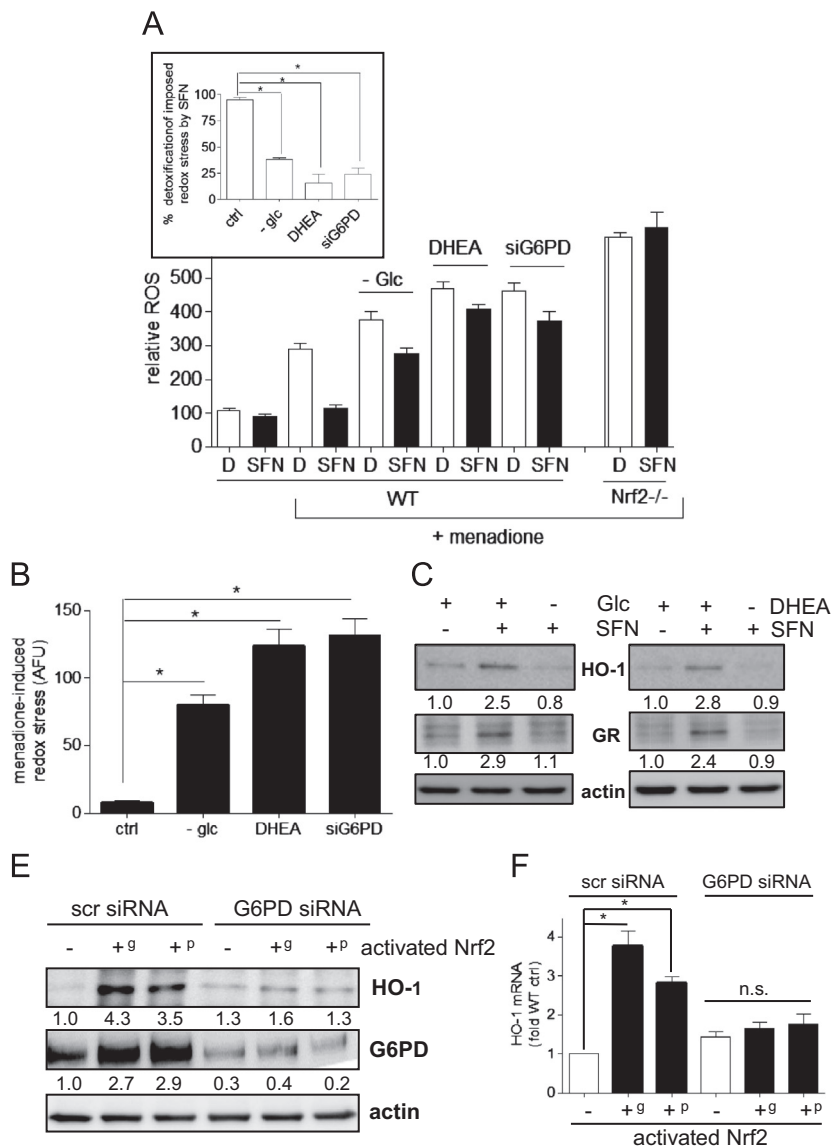 A
% detoxificationof imposed
redox stress by SFN
100
75
50
25
0
* * *
ctrl - glc DHEA siG6PD
relative ROS
500
400
300
200
100
0
- Glc DHEA siG6PD
D SFN D SFN D SFN D SFN D SFN D SFN
WT Nrf2-/-
+ menadione
B
menadione-induced
redox stress (AFU)
150
100
50
0
* * *
ctrl - glc DHEA siG6PD
C
+ + - Glc + + - DHEA
- + + SFN - + + SFN
HO-1
1.0 2.5 0.8 1.0 2.8 0.9
GR
1.0 2.9 1.1 1.0 2.4 0.9
actin
E
scr siRNA G6PD siRNA
- +g +p - +g +p activated Nrf2
HO-1
1.0 4.3 3.5 1.3 1.6 1.3
G6PD
1.0 2.7 2.9 0.3 0.4 0.2
actin
F
scr siRNA G6PD siRNA
* *
n.s.
HO-1 mRNA
(fold WT ctrl)
4
3
2
1
0
- +g +p - +g +p
activated Nrf2